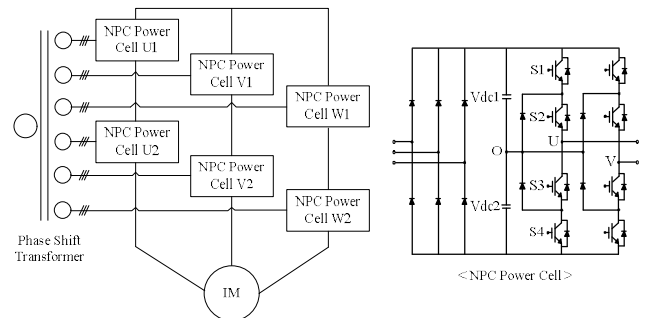 NPC Power
Cell U1
NPC Power
Cell V1
NPC Power
Cell W1
NPC Power
Cell U2
NPC Power
Cell V2
NPC Power
Cell W2
Phase Shift
Transformer
IM
S1
Vdc1
S2
U
O
V
S3
Vdc2
S4
<NPC Power Cell>